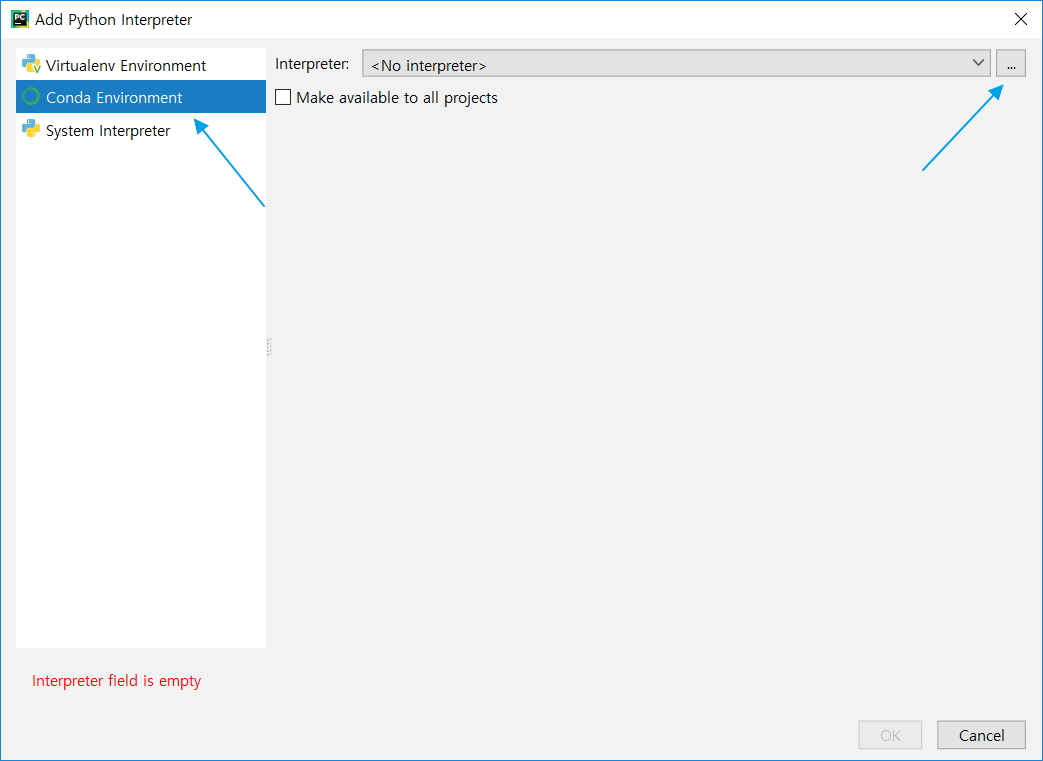 PC Add Python Interpreter
Virtualenv Environment
Conda Environment
System Interpreter
Interpreter: <No interpreter> ...
Make available to all projects
Interpreter field is empty
OK Cancel